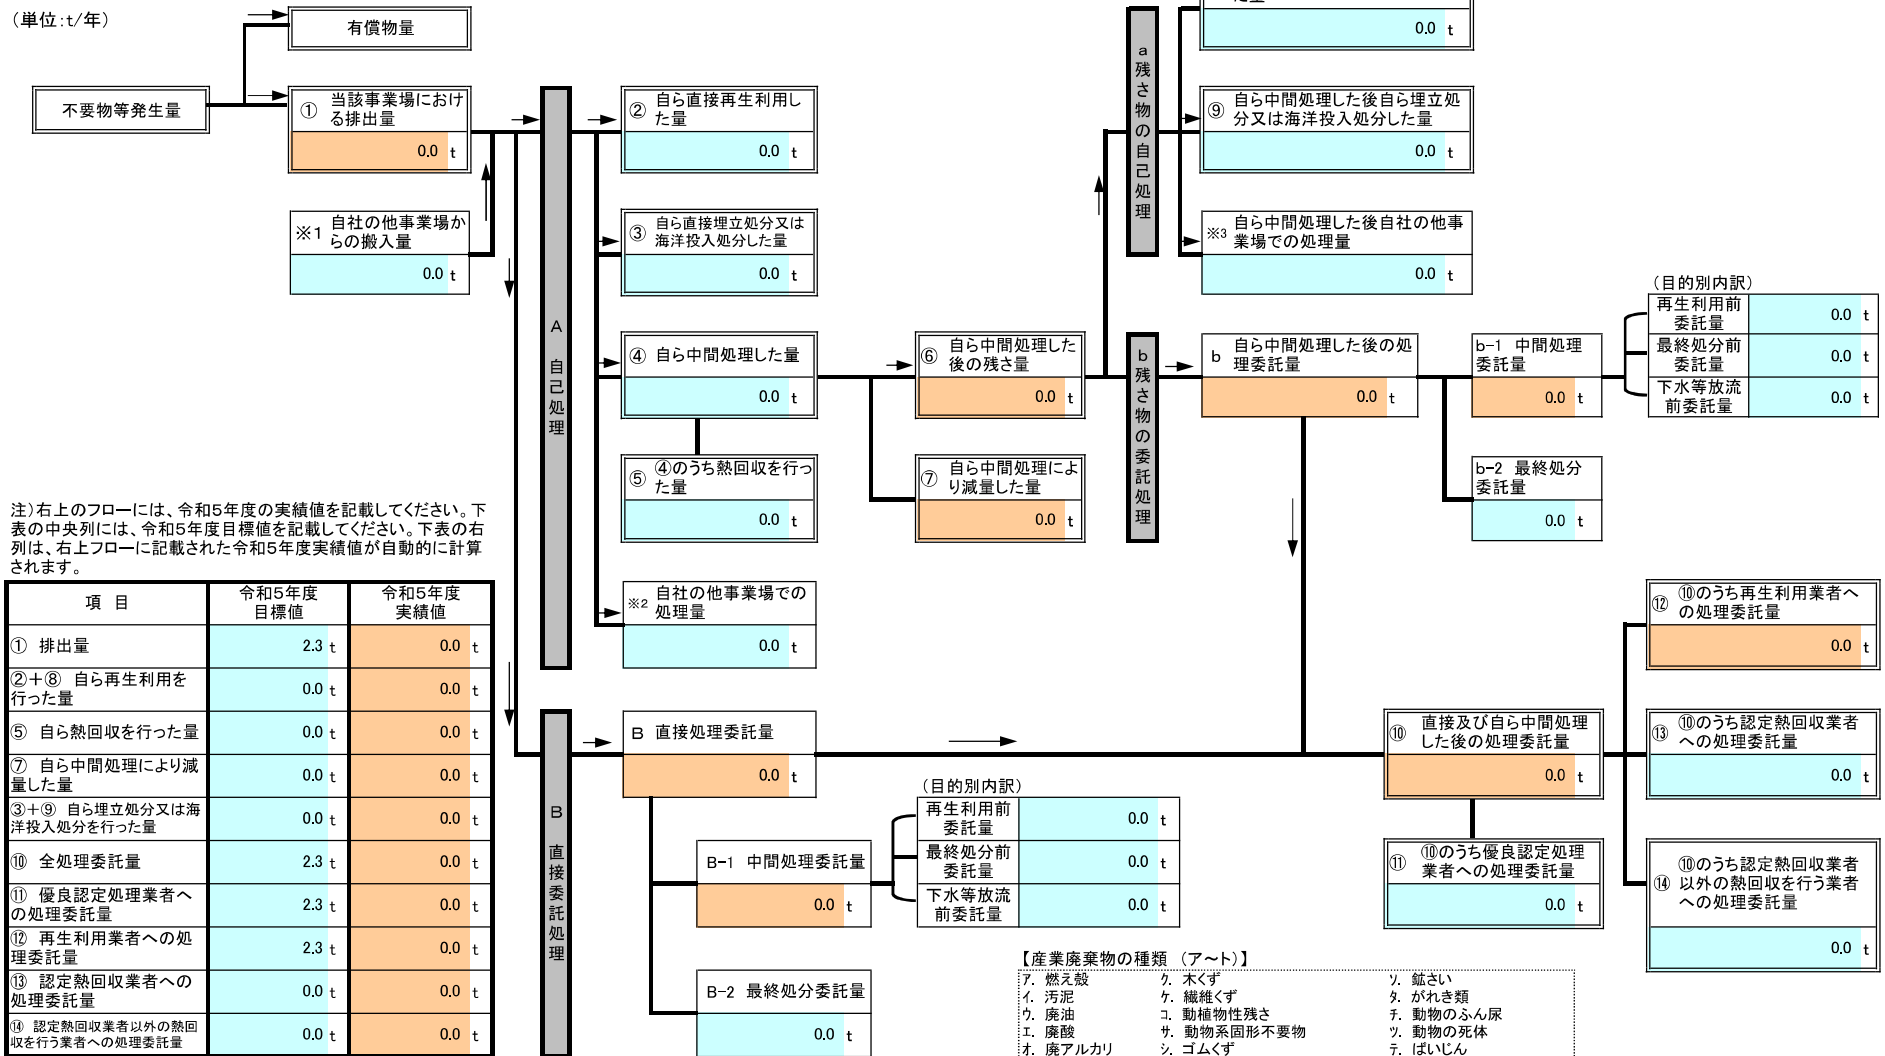 （単位：t/年）
有償物量
不要物等発生量
① 当該事業場におけ
る排出量
0.0 t
※1 自社の他事業場か
らの搬入量
0.0 t
A 自己処理
② 自ら直接再生利用し
た量
0.0 t
③ 自ら直接埋立処分又は
海洋投入処分した量
0.0 t
④ 自ら中間処理した量
0.0 t
⑤ ④のうち熱回収を行っ
た量
0.0 t
※2 自社の他事業場での
処理量
0.0 t
⑥ 自ら中間処理した
後の残さ量
0.0 t
⑦ 自ら中間処理によ
り減量した量
0.0 t
a 残さ物の自己処理
0.0 t
⑨ 自ら中間処理した後自ら埋立処
分又は海洋投入処分した量
0.0 t
※3 自ら中間処理した後自社の他事
業場での処理量
0.0 t
b 残さ物の委託処理
b 自ら中間処理した後の処
理委託量
0.0 t
b-1 中間処理
委託量
0.0 t
（目的別内訳）
再生利用前
委託量 0.0 t
最終処分前
委託量 0.0 t
下水等放流
前委託量 0.0 t
b-2 最終処分
委託量
0.0 t
注）右上のフローには、令和5年度の実績値を記載してください。下
表の中央列には、令和5年度目標値を記載してください。下表の右
列は、右上フローに記載された令和5年度実績値が自動的に計算
されます。
項 目 令和5年度 目標値 令和5年度 実績値
① 排出量 2.3 t 0.0 t
②＋⑧ 自ら再生利用を
行った量 0.0 t 0.0 t
⑤ 自ら熱回収を行った量 0.0 t 0.0 t
⑦ 自ら中間処理により減
量した量 0.0 t 0.0 t
③＋⑨ 自ら埋立処分又は海
洋投入処分を行った量 0.0 t 0.0 t
⑩ 全処理委託量 2.3 t 0.0 t
⑪ 優良認定処理業者へ
の処理委託量 2.3 t 0.0 t
⑫ 再生利用業者への処
理委託量 2.3 t 0.0 t
⑬ 認定熱回収業者への
処理委託量 0.0 t 0.0 t
⑭ 認定熱回収業者以外の熱回
収を行う業者への処理委託量 0.0 t 0.0 t
B 直接委託処理
B 直接処理委託量
0.0 t
B-1 中間処理委託量
0.0 t
（目的別内訳）
再生利用前
委託量 0.0 t
最終処分前
委託量 0.0 t
下水等放流
前委託量 0.0 t
B-2 最終処分委託量
0.0 t
⑩ 直接及び自ら中間処理
した後の処理委託量
0.0 t
⑪ ⑩のうち優良認定処理
業者への処理委託量
0.0 t
⑫ ⑩のうち再生利用業者へ
の処理委託量
0.0 t
⑬ ⑩のうち認定熱回収業者
への処理委託量
0.0 t
⑭ ⑩のうち認定熱回収業者
以外の熱回収を行う業者
への処理委託量
0.0 t
【産業廃棄物の種類 （ア～ト）】
ア．燃え殻 ク．木くず ソ．鉱さい
イ．汚泥 ケ．繊維くず タ．がれき類
ウ．廃油 コ．動植物性残さ チ．動物のふん尿
エ．廃酸 サ．動物系固形不要物 ツ．動物の死体
オ．廃アルカリ シ．ゴムくず テ．ばいじん